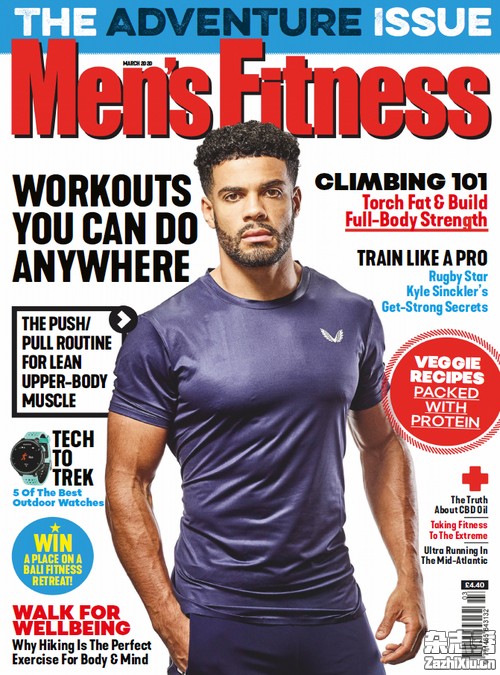 THE ADVENTURE ISSUE
MARCH 2020
Men's Fitness
WORKOUTS
YOU CAN DO
ANYWHERE
THE PUSH/
PULL ROUTINE
FOR LEAN
UPPER-BODY
MUSCLE
TECH
TO
TREK
5 Of The Best
Outdoor Watches
WIN
A PLACE ON A
BALI FITNESS
RETREAT!
WALK FOR
WELLBEING
Why Hiking Is The Perfect
Exercise For Body & Mind
CLIMBING 101
Torch Fat & Build
Full-Body Strength
TRAIN LIKE A PRO
Rugby Star
Kyle Sinckler's
Get-Strong Secrets
VEGGIE
RECIPES
PACKED
WITH
PROTEIN
The Truth
About CBD Oil
Taking Fitness
To The Extreme
Ultra Running In
The Mid-Atlantic
£4.40
03
杂志秀
ZazhiXiu.cn